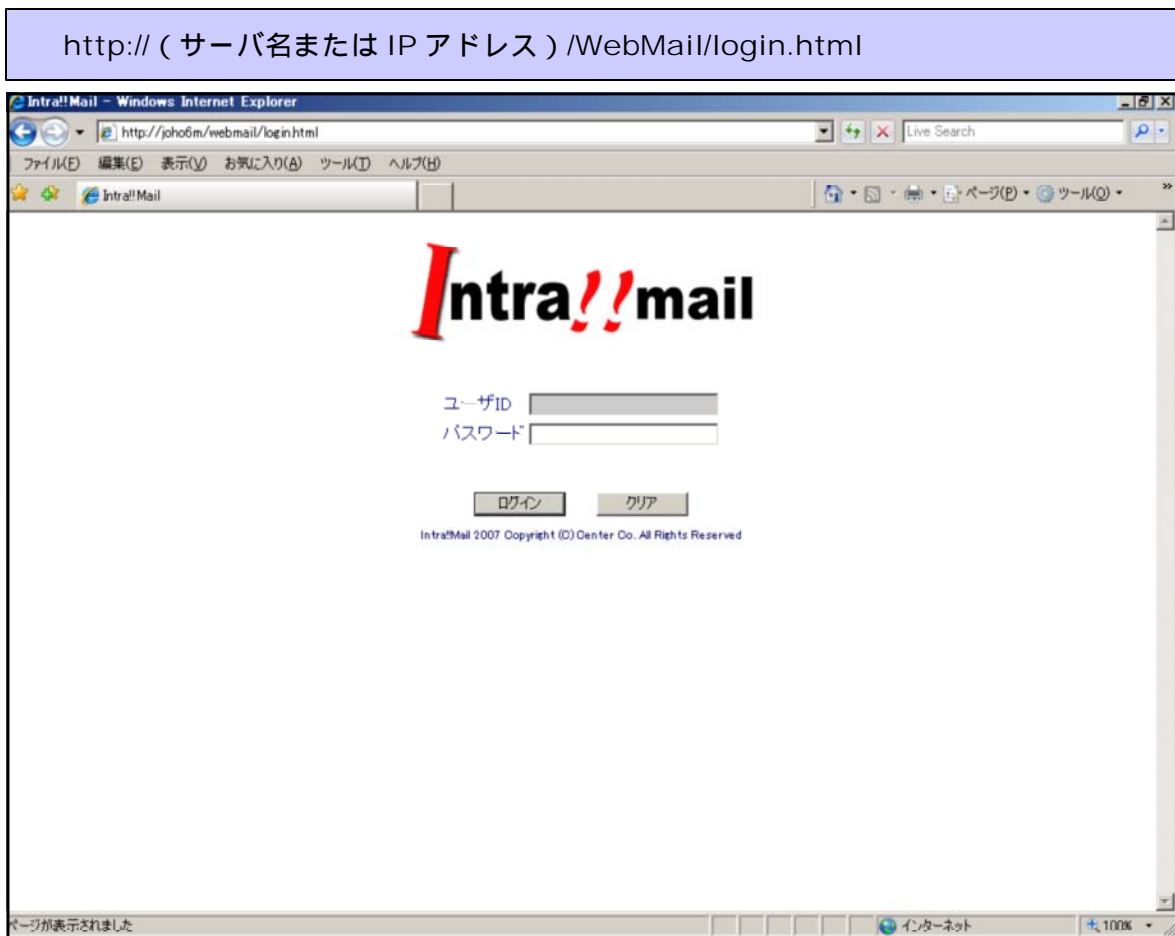 http://（サーバ名または IP アドレス）/WebMail/login.html
Intra!!Mail - Windows Internet Explorer
http://joho6m/webmail/login.html
Live Search
ファイル(F) 編集(E) 表示(V) お気に入り(A) ツール(T) ヘルプ(H)
Intra!!Mail
ページ(P) ツール(O)
Intra!!mail
ユーザID
パスワード
ログイン クリア
Intra!!Mail 2007 Copyright (C) Center Co. All Rights Reserved
ページが表示されました
インターネット
100%